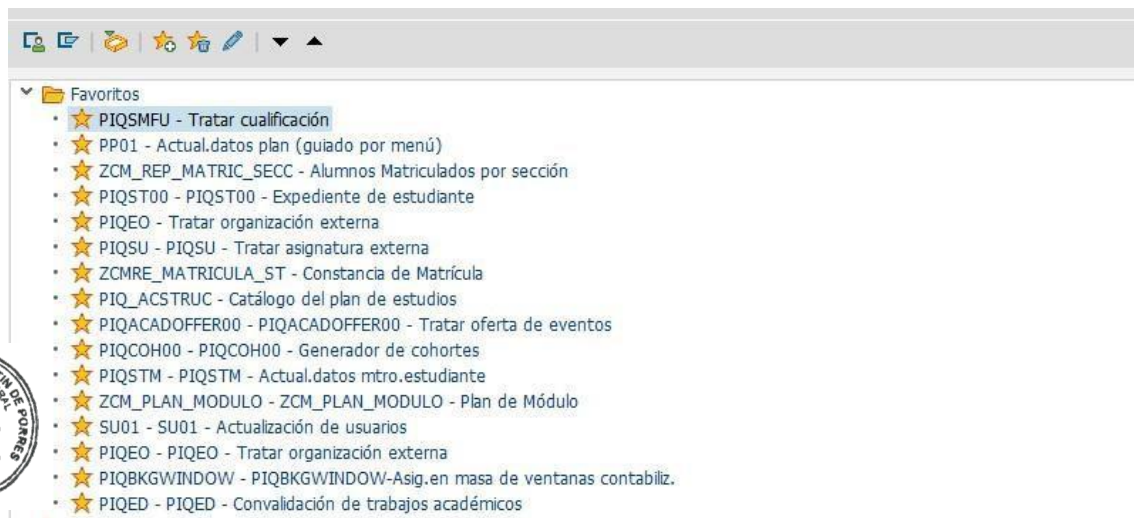 Favoritos
PIQSMFU - Tratar cualificación
PP01 - Actual.datos plan (guiado por menú)
ZCM_REP_MATRIC_SECC - Alumnos Matriculados por sección
PIQST00 - PIQST00 - Expediente de estudiante
PIQEO - Tratar organización externa
PIQSU - PIQSU - Tratar asignatura externa
ZCMRE_MATRICULA_ST - Constancia de Matrícula
PIQ_ACSTRUC - Catálogo del plan de estudios
PIQACADOFFER00 - PIQACADOFFER00 - Tratar oferta de eventos
PIQCOH00 - PIQCOH00 - Generador de cohortes
PIQSTM - PIQSTM - Actual.datos mtro.estudiante
ZCM_PLAN_MODULO - ZCM_PLAN_MODULO - Plan de Módulo
SU01 - SU01 - Actualización de usuarios
PIQEO - PIQEO - Tratar organización externa
PIQBKGWINDOW - PIQBKGWINDOW-Asig.en masa de ventanas contabiliz.
PIQED - PIQED - Convalidación de trabajos académicos
DE PORRES